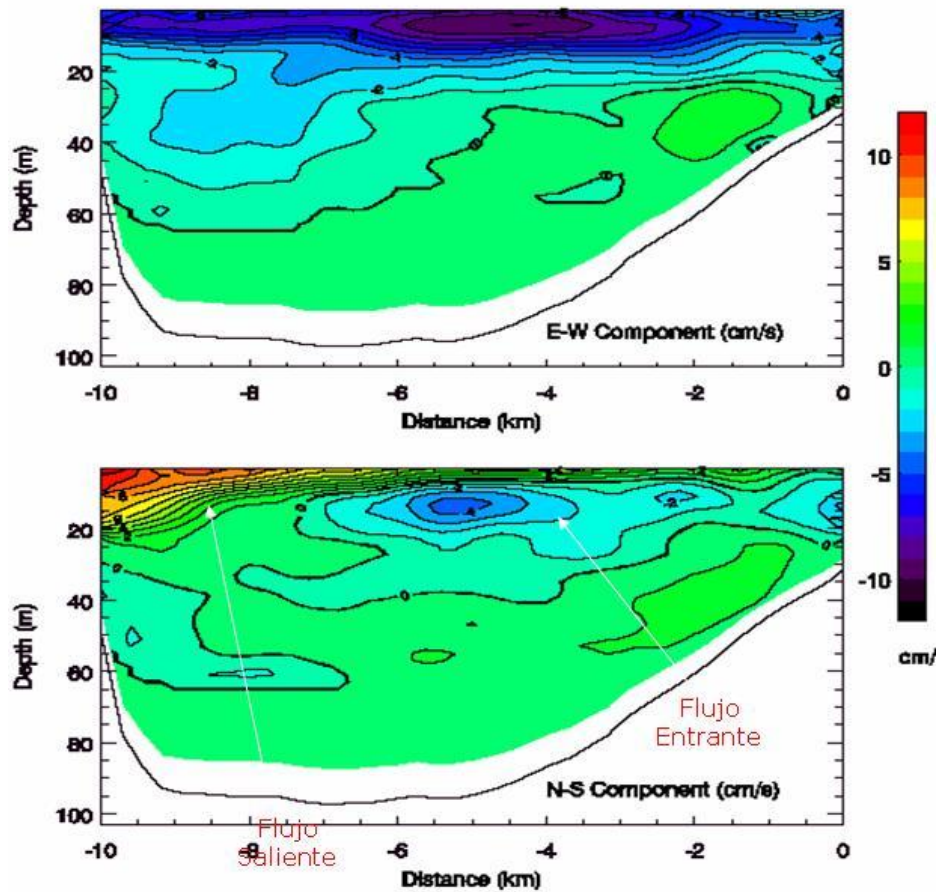 20
40
60
80
100
Depth (m)
-10 -8 -6 -4 -2 0
Distance (km)
E-W Component (cm/s)
10
5
0
-5
-10
cm/
20
40
60
80
100
Depth (m)
Flujo
Entrante
N-S Component (cm/s)
Flujo
Saliente
-10 -8 -6 -4 -2 0
Distance (km)